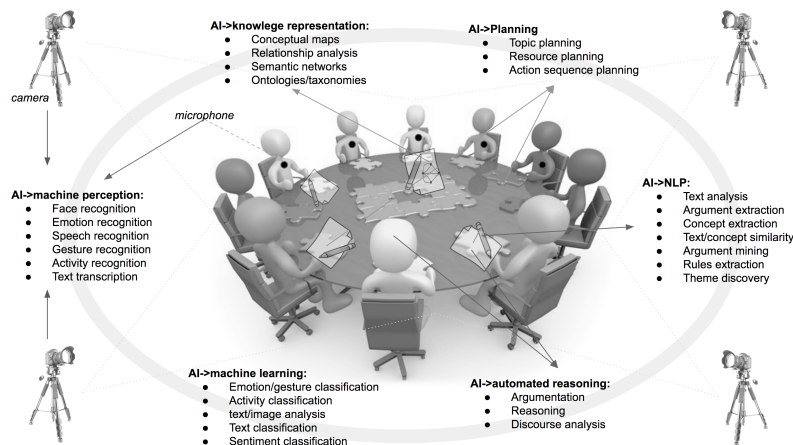 AI->knowlege representation:
Conceptual maps
Relationship analysis
Semantic networks
Ontologies/taxonomies
AI->Planning
Topic planning
Resource planning
Action sequence planning
camera
microphone
AI->machine perception:
Face recognition
Emotion recognition
Speech recognition
Gesture recognition
Activity recognition
Text transcription
AI->NLP:
Text analysis
Argument extraction
Concept extraction
Text/concept similarity
Argument mining
Rules extraction
Theme discovery
AI->machine learning:
Emotion/gesture classification
Activity classification
text/image analysis
Text classification
Sentiment classification
AI->automated reasoning:
Argumentation
Reasoning
Discourse analysis